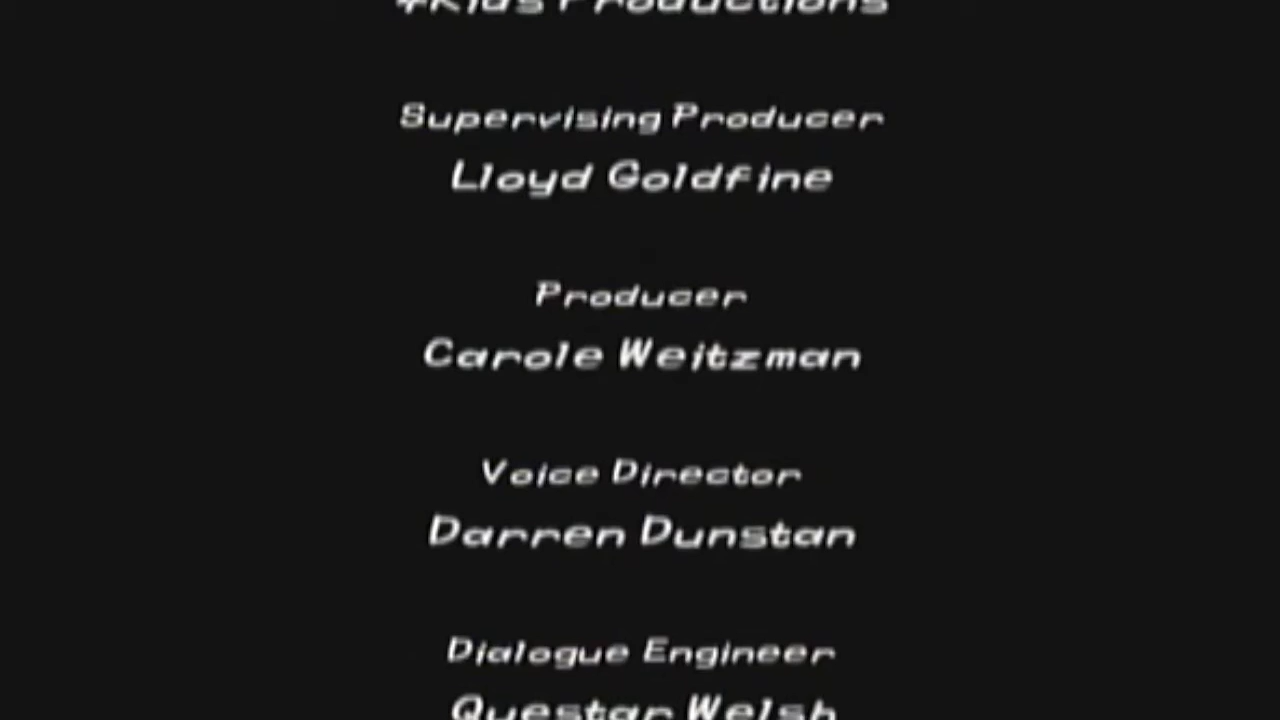 4Kids Productions
Supervising Producer
Lloyd Goldfine
Producer
Carole Weitzman
Voice Director
Darren Dunstan
Dialogue Engineer
Questar Welsh